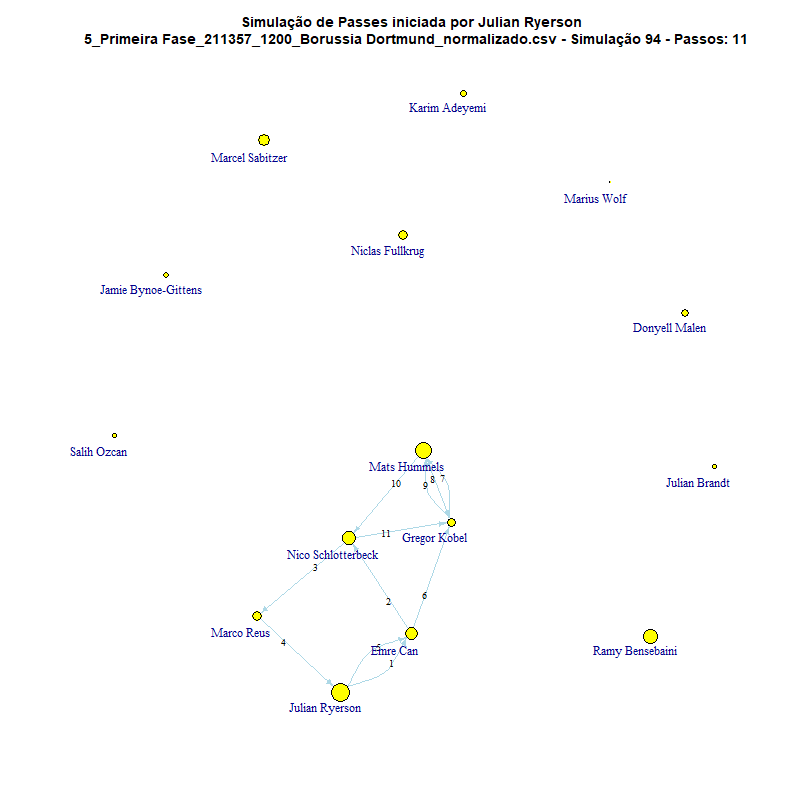 Simulação de Passes iniciada por Julian Ryerson
5_Primeira Fase_211357_1200_Borussia Dortmund_normalizado.csv - Simulação 94 - Passos: 11
Karim Adeyemi
Marcel Sabitzer
Marius Wolf
Niclas Fullkrug
Jamie Bynoe-Gittens
Donyell Malen
Salih Ozcan
Mats Hummels
Julian Brandt
10
9
8
7
11
Gregor Kobel
Nico Schlotterbeck
3
2
6
Marco Reus
4
Emre Can
5
1
Ramy Bensebaini
Julian Ryerson